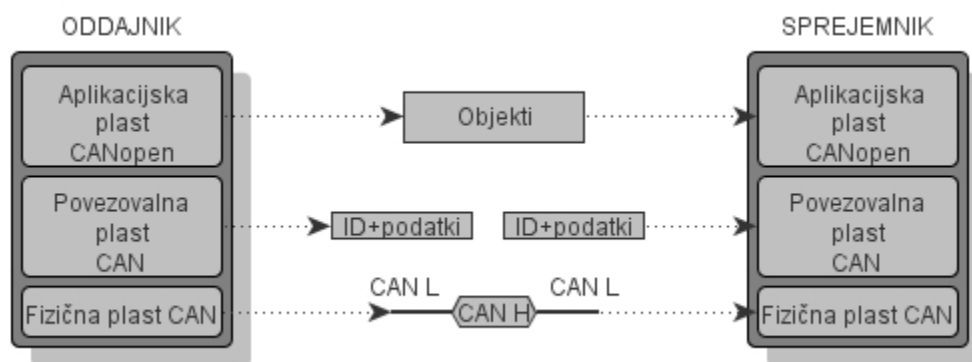 ODDAJNIK
SPREJEMNIK
Aplikacijska
plast
CANopen
Objekti
Aplikacijska
plast
CANopen
Povezovalna
plast
CAN
ID+podatki
ID+podatki
Povezovalna
plast
CAN
Fizična plast CAN
CAN L
CAN H
CAN L
Fizična plast CAN